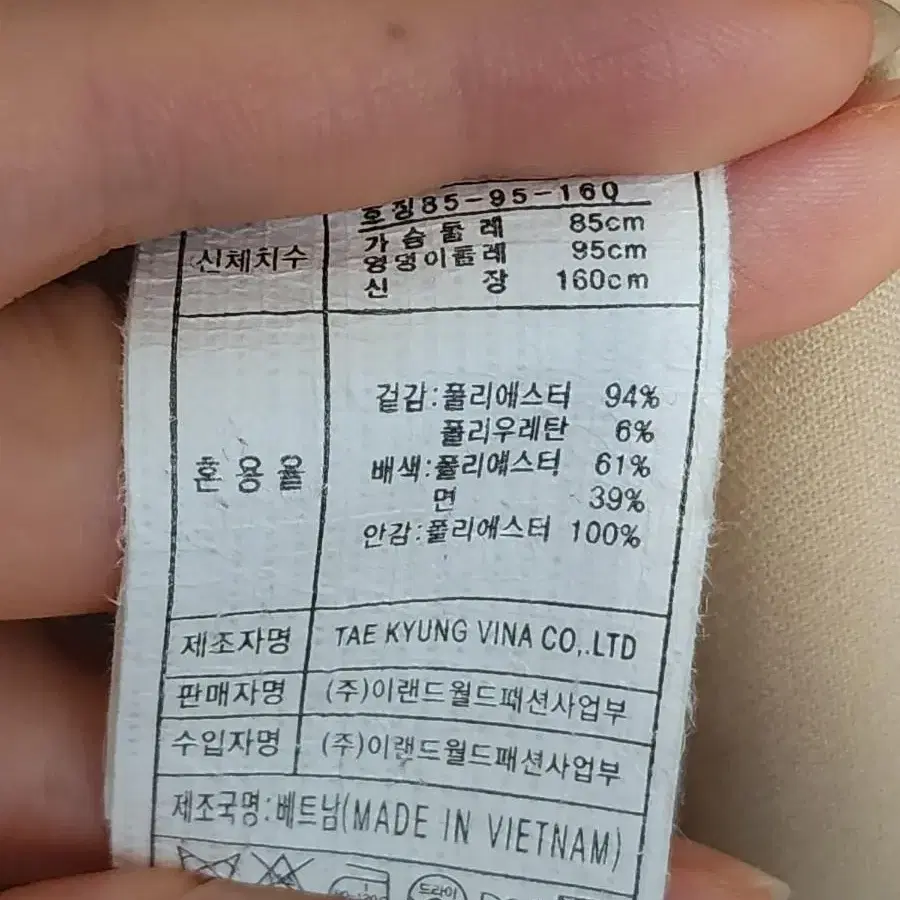 호칭85-95-160
신체치수
가슴둘레 85cm
엉덩이둘레 95cm
신장 160cm
혼용율
겉감:폴리에스터 94%
폴리우레탄 6%
배색:폴리에스터 61%
면 39%
안감:폴리에스터 100%
제조자명 TAE KYUNG VINA CO,.LTD
판매자명 (주)이랜드월드패션사업부
수입자명 (주)이랜드월드패션사업부
제조국명:베트남(MADE IN VIETNAM)
드라이